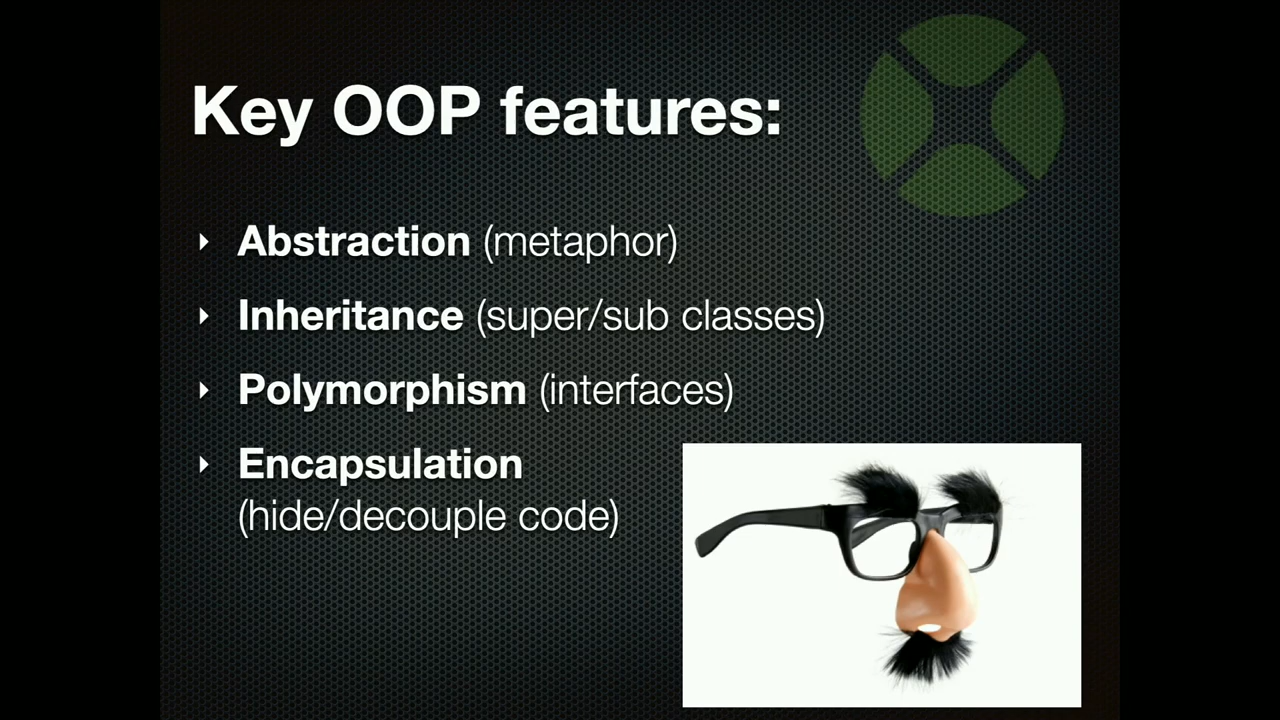 Key OOP features:
Abstraction (metaphor)
Inheritance (super/sub classes)
Polymorphism (interfaces)
Encapsulation
(hide/decouple code)